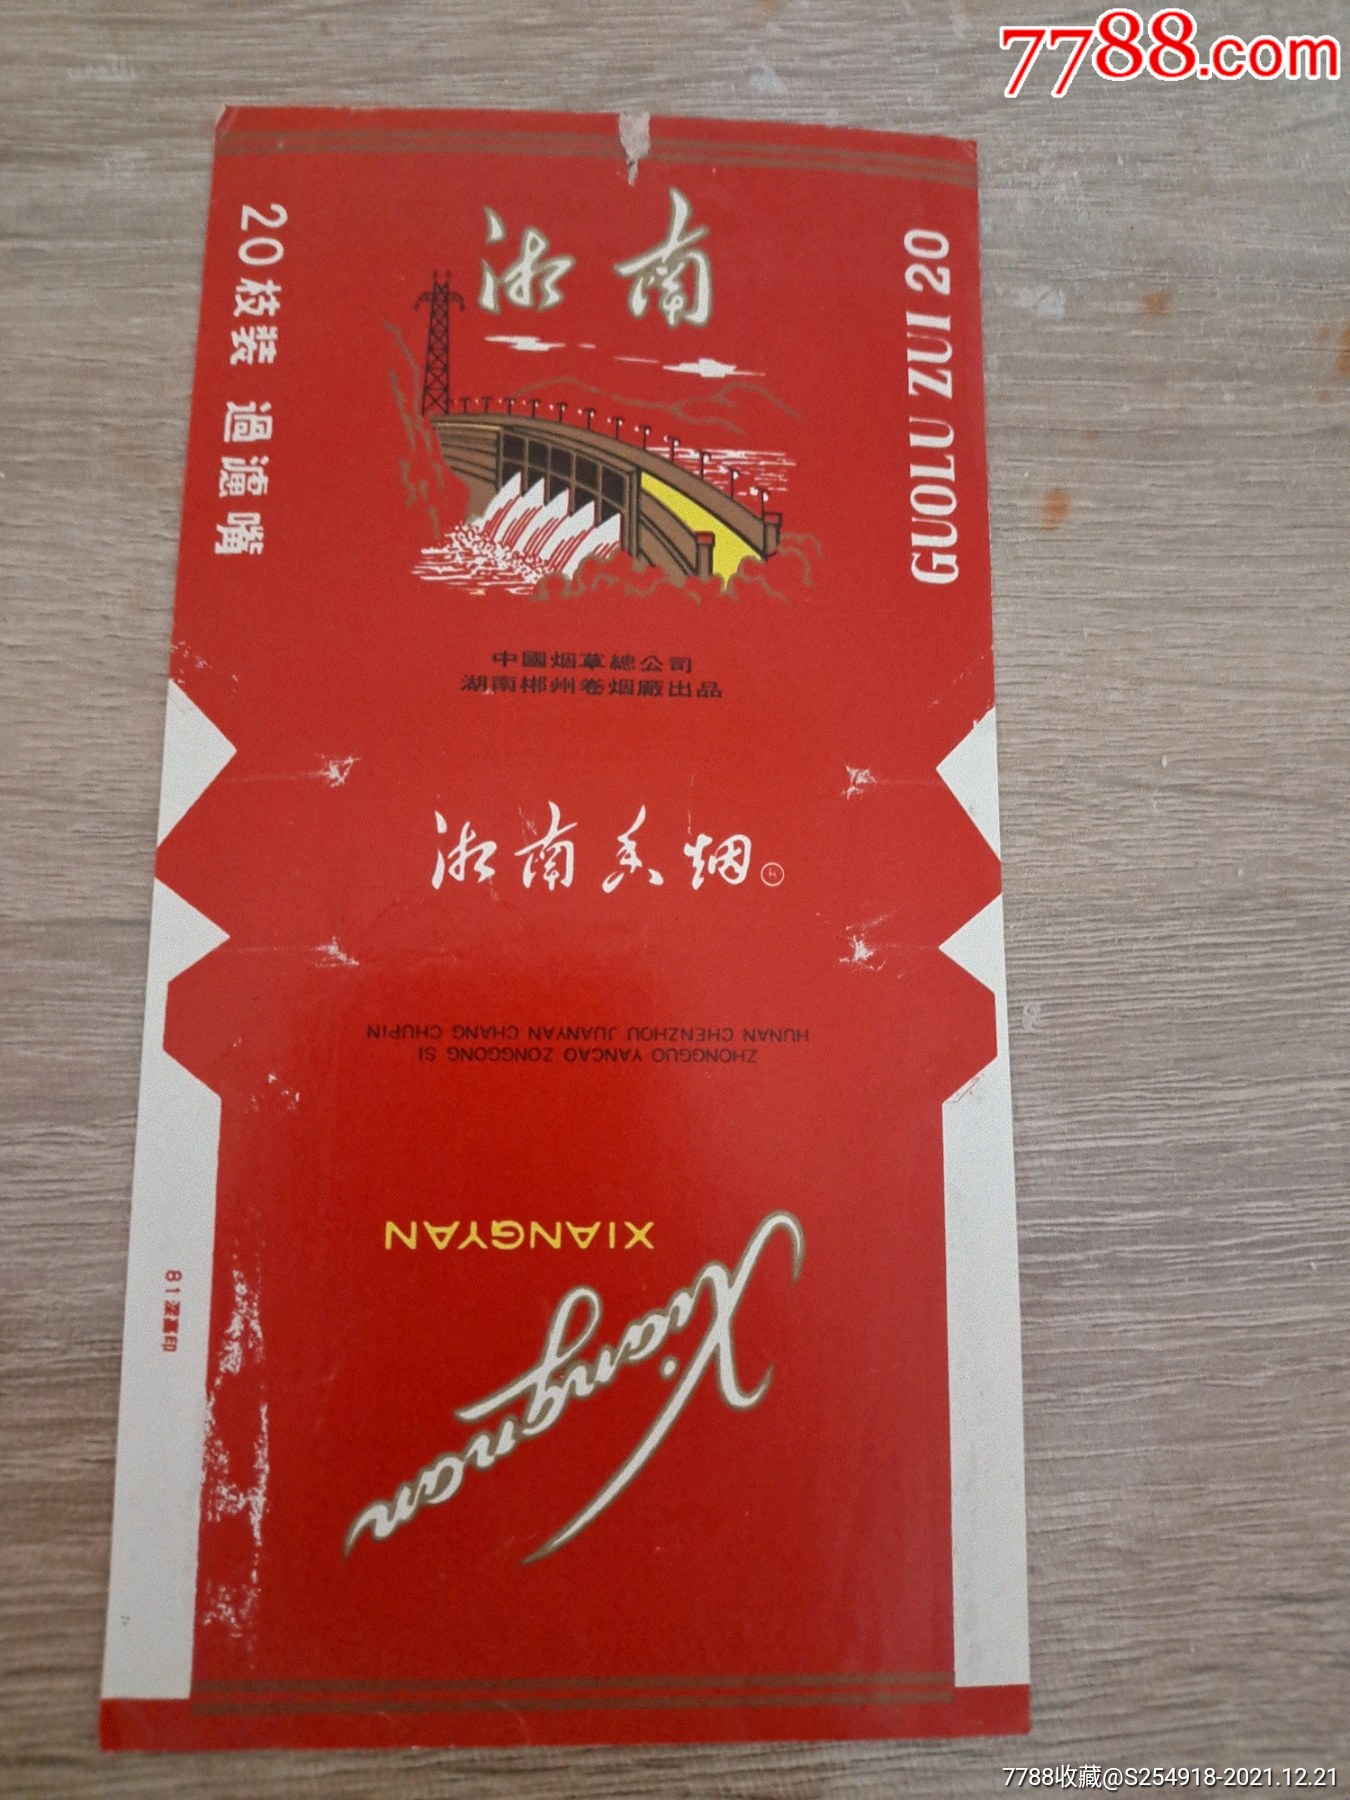 7788.com
湘南
20枝装 過濾嘴
GUOLU ZUI 20
中國烟草總公司
湖南郴州卷烟厰出品
湘南香烟
ZHONGGUO YANCAO ZONGGONG SI
HUNAN CHENZHOU JUANYAN CHANG CHUPIN
Xiangnan
XIANGYAN
7788收藏@S254918-2021.12.21